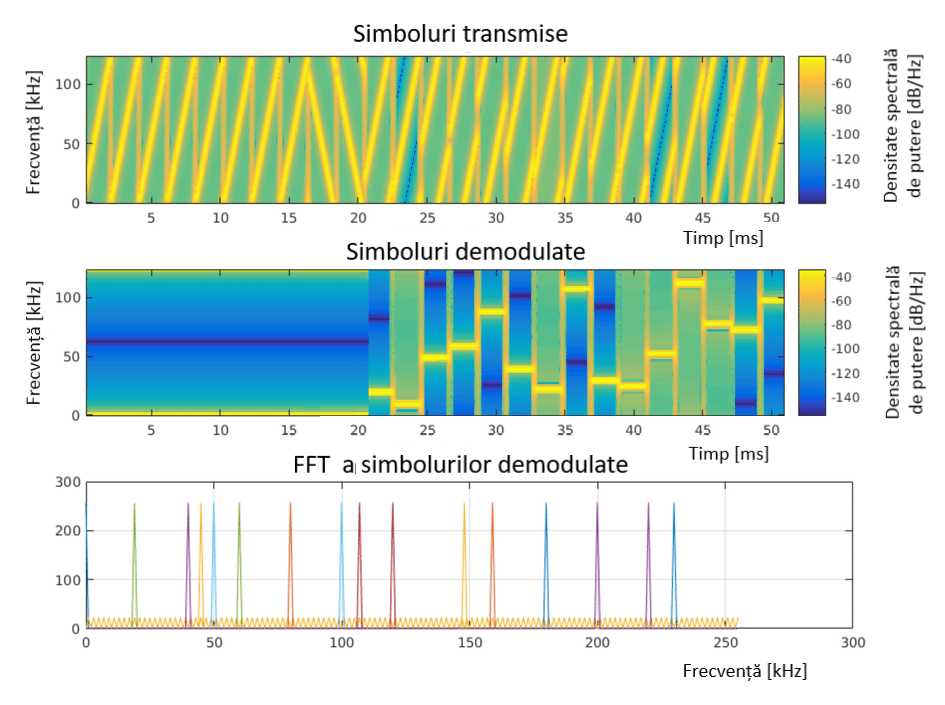 Simboluri transmise
Frecvență [kHz]
100
50
0
5 10 15 20 25 30 35 40 45 50
Timp [ms]
-40
-60
-80
-100
-120
-140
Densitate spectrală
de putere [dB/Hz]
Simboluri demodulate
Frecvență [kHz]
100
50
0
5 10 15 20 25 30 35 40 45 50
Timp [ms]
-40
-60
-80
-100
-120
-140
Densitate spectrală
de putere [dB/Hz]
FFT a simbolurilor demodulate
300
200
100
0
0 50 100 150 200 250 300
Frecvență [kHz]